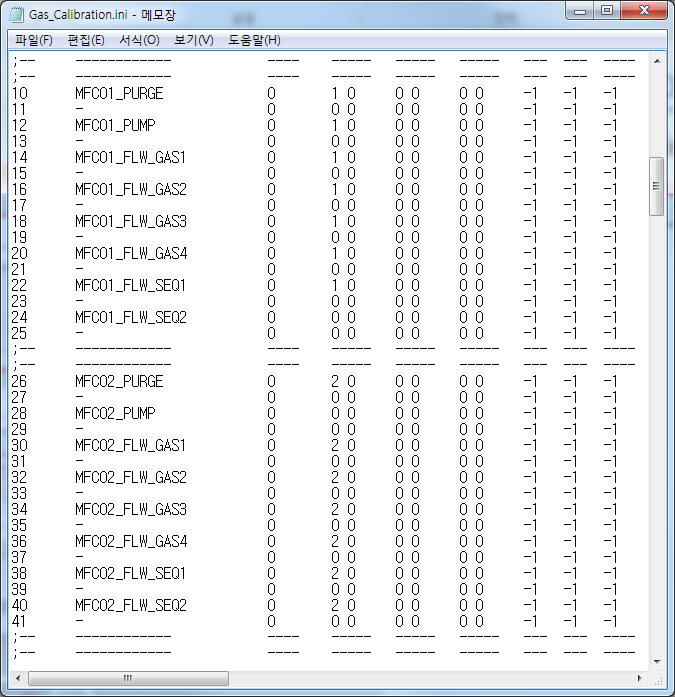 Gas_Calibration.ini - 메모장
파일(F) 편집(E) 서식(O) 보기(V) 도움말(H)
;-- ------------ ---- ----- ----- ----- --- --- ----
;-- ------------ ---- ----- ----- ----- --- --- ----
10 MFC01_PURGE 0 1 0 0 0 0 0 -1 -1 -1
11 - 0 0 0 0 0 0 0 -1 -1 -1
12 MFC01_PUMP 0 1 0 0 0 0 0 -1 -1 -1
13 - 0 0 0 0 0 0 0 -1 -1 -1
14 MFC01_FLW_GAS1 0 1 0 0 0 0 0 -1 -1 -1
15 - 0 0 0 0 0 0 0 -1 -1 -1
16 MFC01_FLW_GAS2 0 1 0 0 0 0 0 -1 -1 -1
17 - 0 0 0 0 0 0 0 -1 -1 -1
18 MFC01_FLW_GAS3 0 1 0 0 0 0 0 -1 -1 -1
19 - 0 0 0 0 0 0 0 -1 -1 -1
20 MFC01_FLW_GAS4 0 1 0 0 0 0 0 -1 -1 -1
21 - 0 0 0 0 0 0 0 -1 -1 -1
22 MFC01_FLW_SEQ1 0 1 0 0 0 0 0 -1 -1 -1
23 - 0 0 0 0 0 0 0 -1 -1 -1
24 MFC01_FLW_SEQ2 0 0 0 0 0 0 0 -1 -1 -1
25 - 0 0 0 0 0 0 0 -1 -1 -1
;-- ------------ ---- ----- ----- ----- --- --- ----
;-- ------------ ---- ----- ----- ----- --- --- ----
26 MFC02_PURGE 0 2 0 0 0 0 0 -1 -1 -1
27 - 0 0 0 0 0 0 0 -1 -1 -1
28 MFC02_PUMP 0 0 0 0 0 0 0 -1 -1 -1
29 - 0 0 0 0 0 0 0 -1 -1 -1
30 MFC02_FLW_GAS1 0 2 0 0 0 0 0 -1 -1 -1
31 - 0 0 0 0 0 0 0 -1 -1 -1
32 MFC02_FLW_GAS2 0 2 0 0 0 0 0 -1 -1 -1
33 - 0 0 0 0 0 0 0 -1 -1 -1
34 MFC02_FLW_GAS3 0 2 0 0 0 0 0 -1 -1 -1
35 - 0 0 0 0 0 0 0 -1 -1 -1
36 MFC02_FLW_GAS4 0 2 0 0 0 0 0 -1 -1 -1
37 - 0 0 0 0 0 0 0 -1 -1 -1
38 MFC02_FLW_SEQ1 0 2 0 0 0 0 0 -1 -1 -1
39 - 0 0 0 0 0 0 0 -1 -1 -1
40 MFC02_FLW_SEQ2 0 2 0 0 0 0 0 -1 -1 -1
41 - 0 0 0 0 0 0 0 -1 -1 -1
;-- ------------ ---- ----- ----- ----- --- --- ----
;-- ------------ ---- ----- ----- ----- --- --- ----